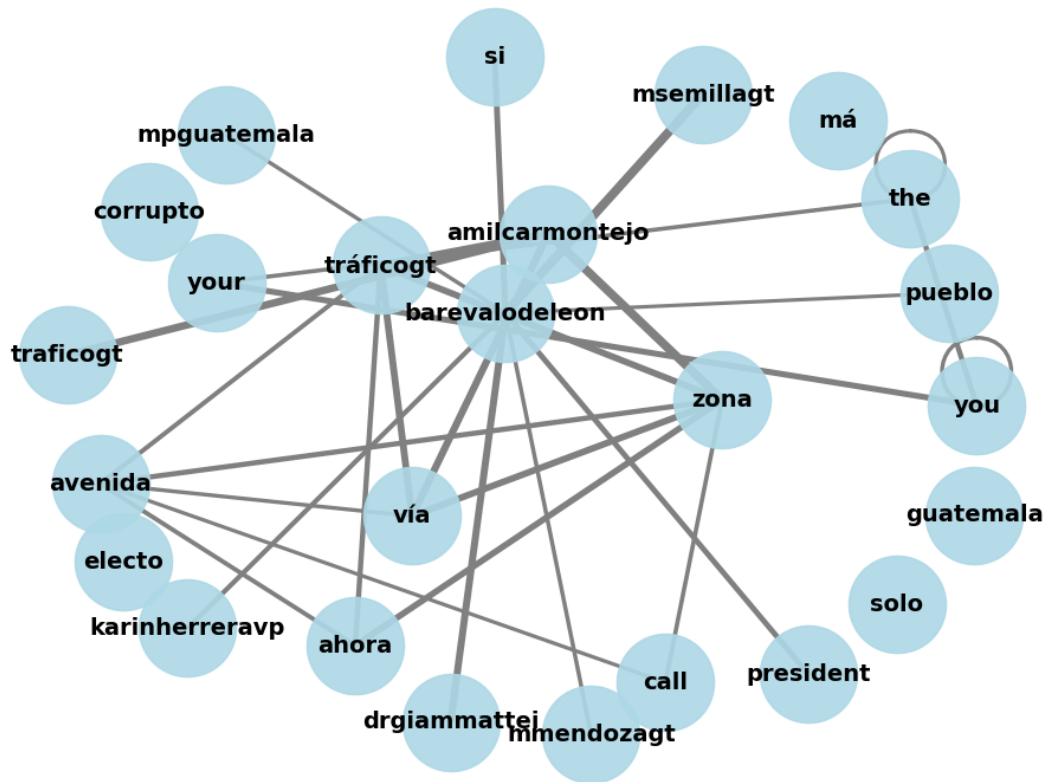 si
msemillagt
má
mpguatemala
the
corrupto
amilcarmontejo
tráficogt
your
pueblo
barevalodeleon
traficogt
zona
you
avenida
vía
guatemala
electo
solo
karinherreravp
ahora
president
call
drgiammattei
mmendozagt